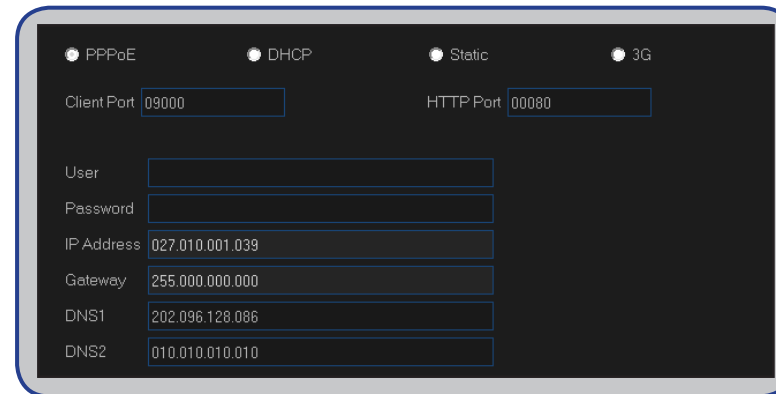 PPPoE DHCP Static 3G
Client Port 09000 HTTP Port 00080
User
Password
IP Address 027.010.001.039
Gateway 255.000.000.000
DNS1 202.096.128.086
DNS2 010.010.010.010